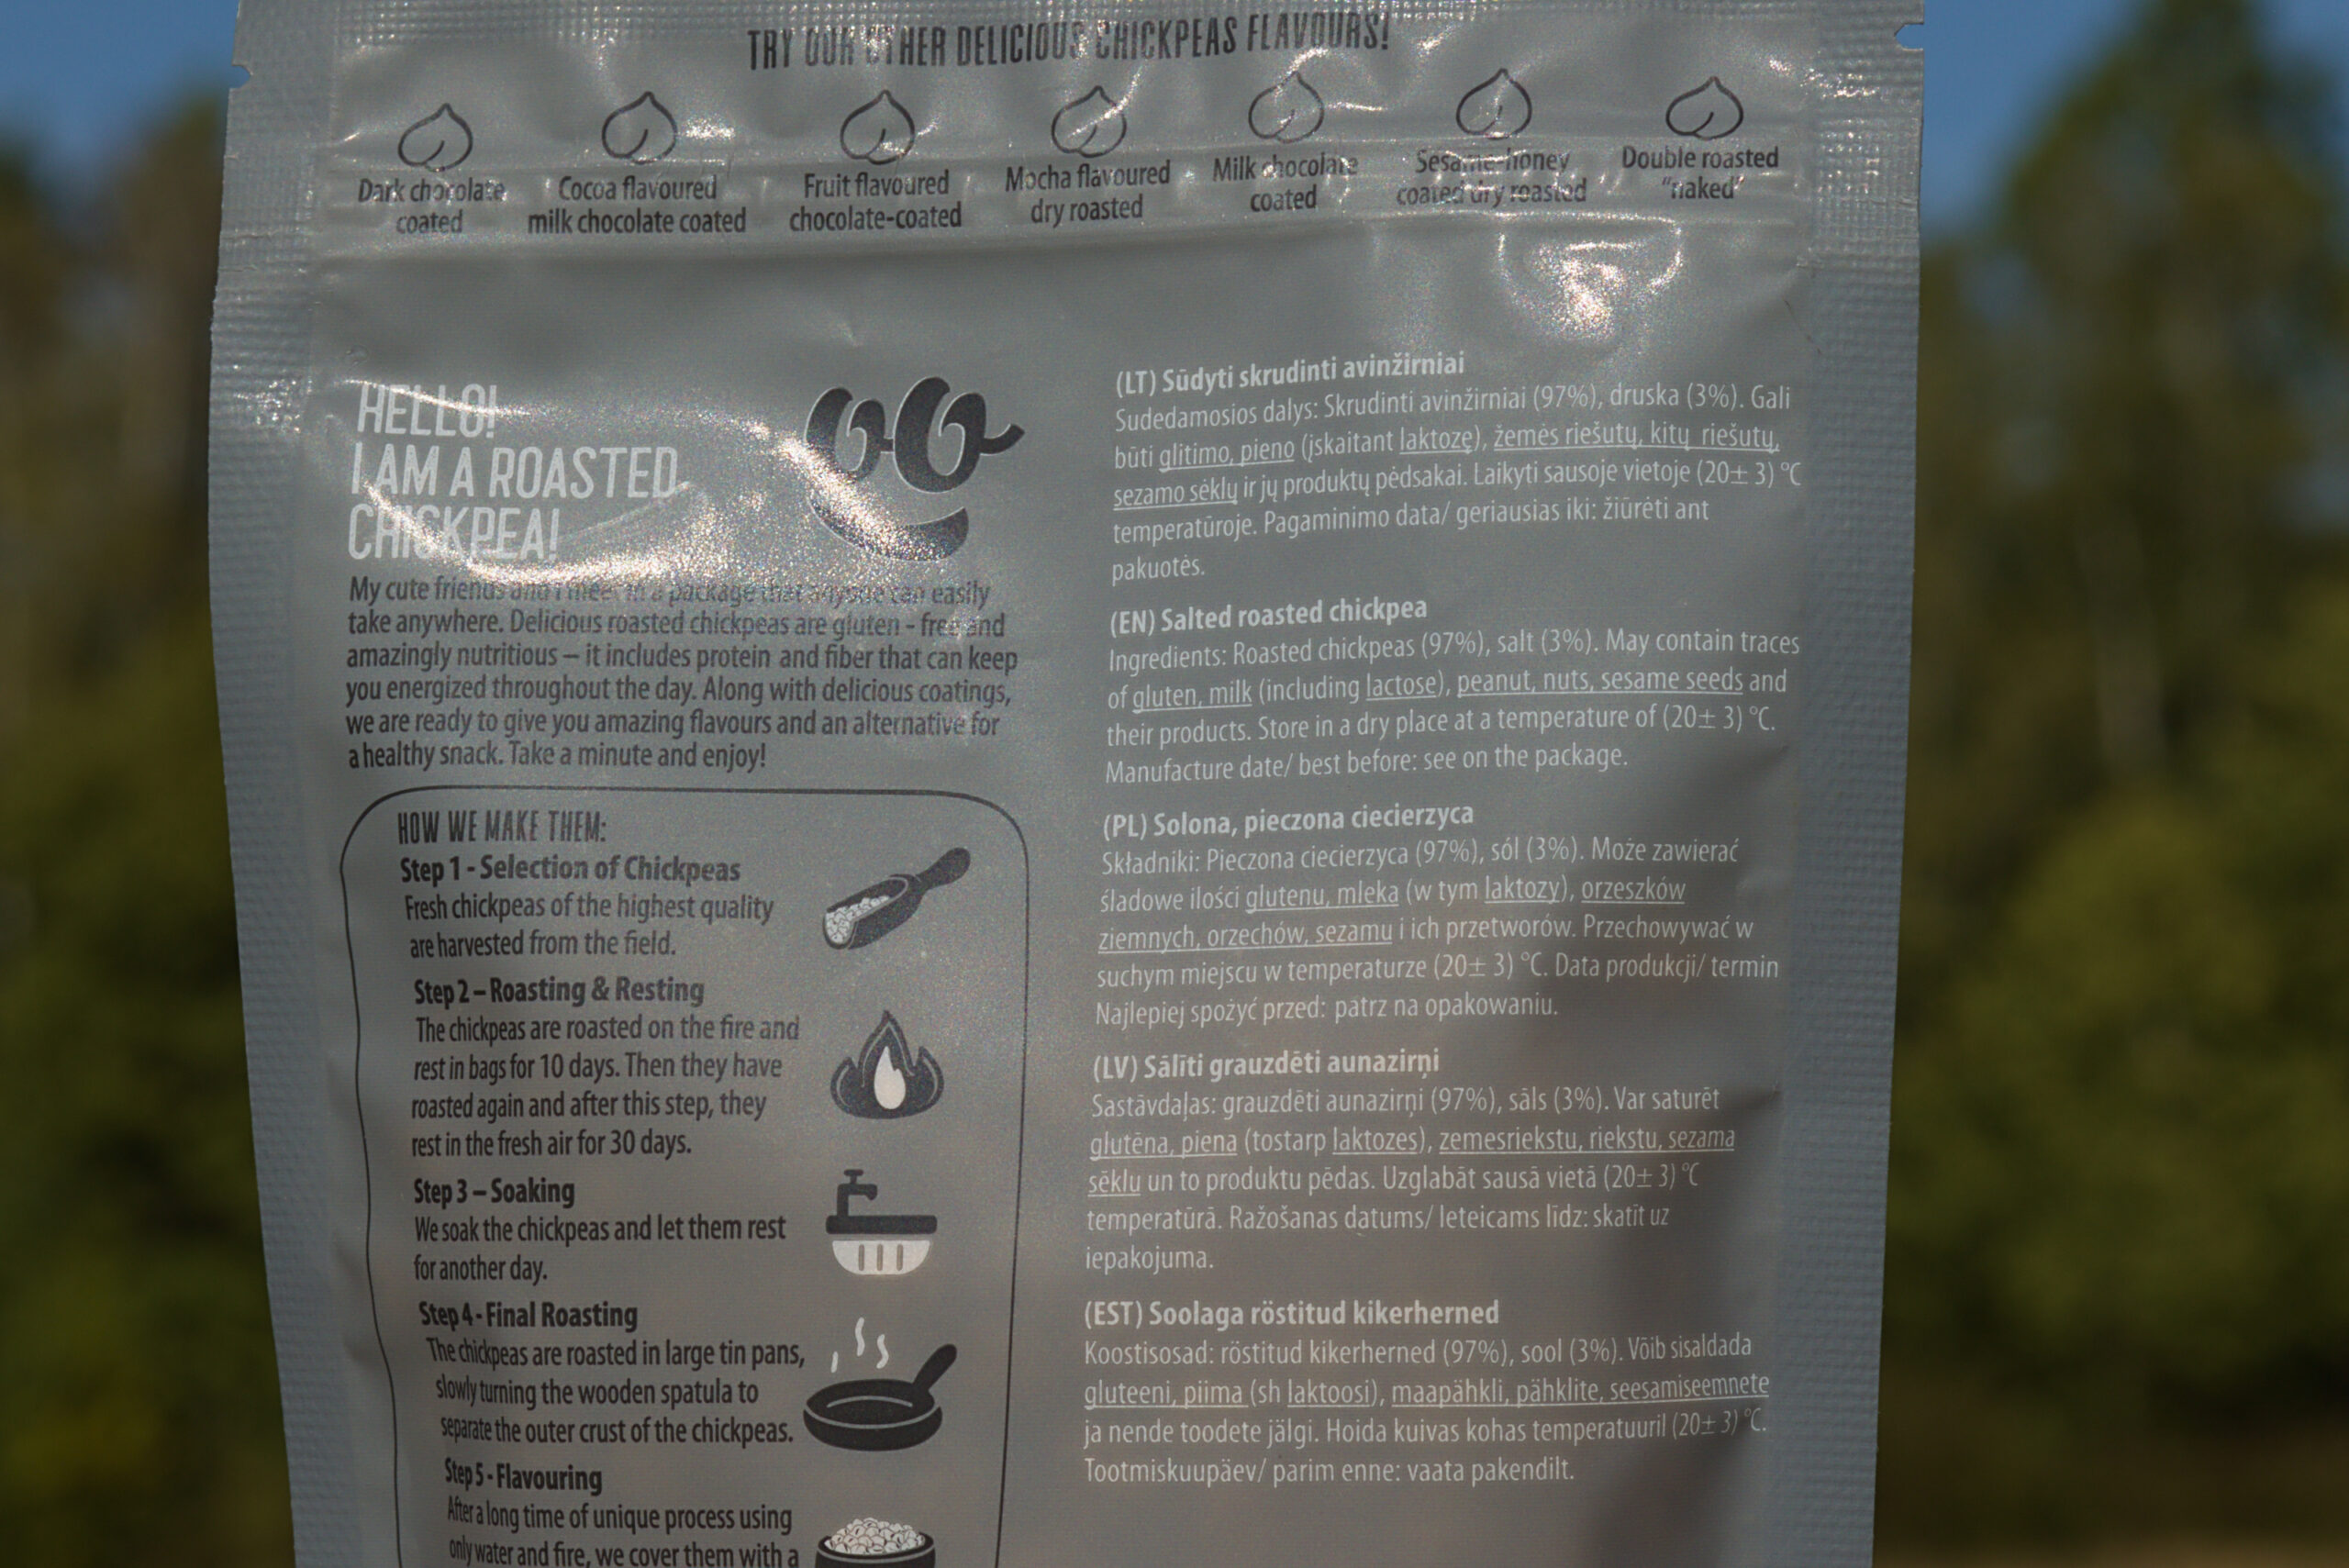 TRY OUR OTHER DELICIOUS CHICKPEAS FLAVOURS!
Dark chocolate
coated
Cocoa flavoured
milk chocolate coated
Fruit flavoured
chocolate-coated
Mocha flavoured
dry roasted
Milk chocolate
coated
Sesame-honey
coated dry roasted
Double roasted
"naked"
HELLO!
I AM A ROASTED
CHICKPEA!
My cute friends and I meet in a package that anyone can easily
take anywhere. Delicious roasted chickpeas are gluten - free and
amazingly nutritious – it includes protein and fiber that can keep
you energized throughout the day. Along with delicious coatings,
we are ready to give you amazing flavours and an alternative for
a healthy snack. Take a minute and enjoy!
HOW WE MAKE THEM:
Step 1 - Selection of Chickpeas
Fresh chickpeas of the highest quality
are harvested from the field.
Step 2 – Roasting & Resting
The chickpeas are roasted on the fire and
rest in bags for 10 days. Then they have
roasted again and after this step, they
rest in the fresh air for 30 days.
Step 3 – Soaking
We soak the chickpeas and let them rest
for another day.
Step 4 - Final Roasting
The chickpeas are roasted in large tin pans,
slowly turning the wooden spatula to
separate the outer crust of the chickpeas.
Step 5 - Flavouring
After a long time of unique process using
only water and fire, we cover them with a
(LT) Sūdyti skrudinti avinžirniai
Sudedamosios dalys: Skrudinti avinžirniai (97%), druska (3%). Gali
būti glitimo, pieno (įskaitant laktozę), žemės riešutų, kitų riešutų,
sezamo sėklų ir jų produktų pėdsakai. Laikyti sausoje vietoje (20± 3) °C
temperatūroje. Pagaminimo data/ geriausias iki: žiūrėti ant
pakuotės.
(EN) Salted roasted chickpea
Ingredients: Roasted chickpeas (97%), salt (3%). May contain traces
of gluten, milk (including lactose), peanut, nuts, sesame seeds and
their products. Store in a dry place at a temperature of (20± 3) °C.
Manufacture date/ best before: see on the package.
(PL) Solona, pieczona ciecierzyca
Składniki: Pieczona ciecierzyca (97%), sól (3%). Może zawierać
śladowe ilości glutenu, mleka (w tym laktozy), orzeszków
ziemnych, orzechów, sezamu i ich przetworów. Przechowywać w
suchym miejscu w temperaturze (20± 3) °C. Data produkcji/ termin
Najlepiej spożyć przed: patrz na opakowaniu.
(LV) Sālīti grauzdēti aunazirņi
Sastāvdaļas: grauzdēti aunazirņi (97%), sāls (3%). Var saturēt
glutēna, piena (tostarp laktozes), zemesriekstu, riekstu, sezama
sēklu un to produktu pēdas. Uzglabāt sausā vietā (20± 3) °C
temperatūrā. Ražošanas datums/ Ieteicams līdz: skatīt uz
iepakojuma.
(EST) Soolaga röstitud kikerherned
Koostisosad: röstitud kikerherned (97%), sool (3%). Võib sisaldada
gluteeni, piima (sh laktoosi), maapähkli, pähklite, seesamiseemnete
ja nende toodete jälgi. Hoida kuivas kohas temperatuuril (20± 3) °C.
Tootmiskuupäev/ parim enne: vaata pakendilt.